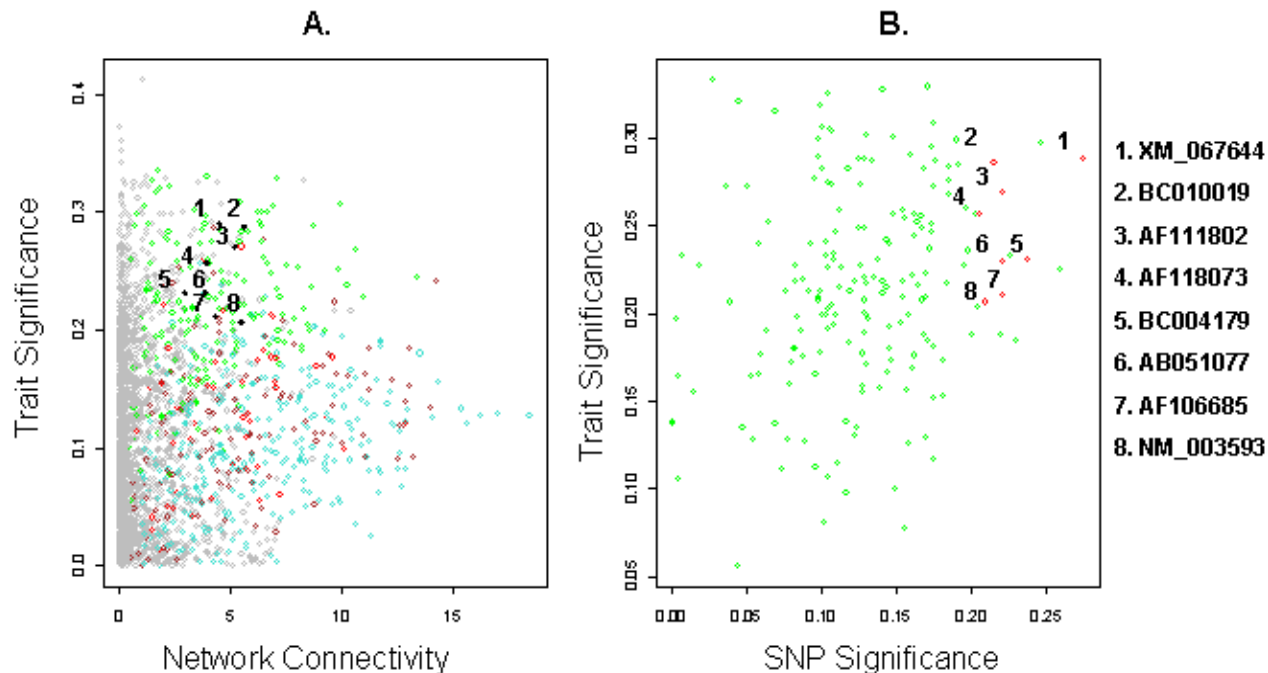 A.
0.4
0.3
0.2
0.1
0.0
1 2
3
4
5 6
7 8
0 5 10 15
Trait Significance
Network Connectivity
B.
0.30
0.25
0.20
0.15
0.10
0.05
2 1
3
4
6 5
7
8
0.00 0.05 0.10 0.15 0.20 0.25
Trait Significance
SNP Significance
1. XM_067644
2. BC010019
3. AF111802
4. AF118073
5. BC004179
6. AB051077
7. AF106685
8. NM_003593